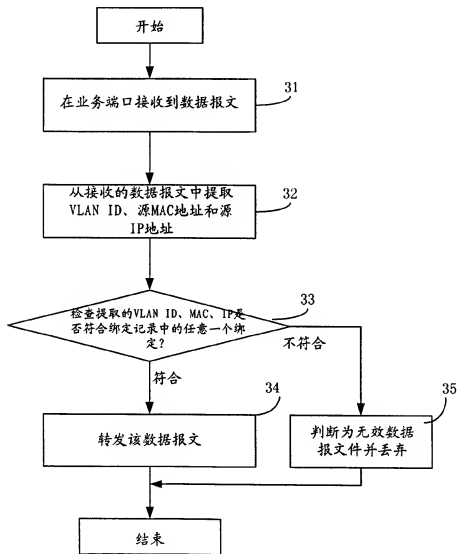 开始
在业务端口接收到数据报文
31
从接收的数据报文中提取
VLAN ID、源MAC地址和源
IP地址
32
检查提取的VLAN ID、MAC、IP是
否符合绑定记录中的任意一个绑
定?
33
不符合
符合
34
转发该数据报文
35
判断为无效数据
报文件并丢弃
结束